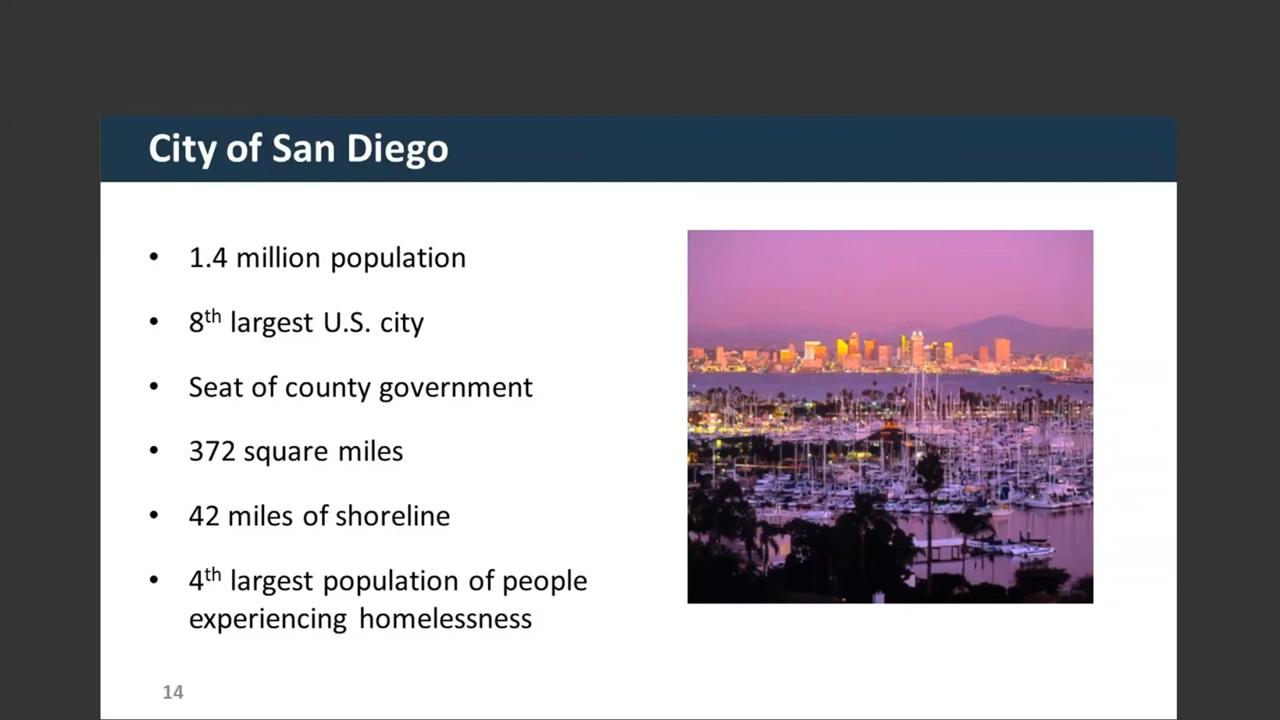 City of San Diego
• 1.4 million population
• 8th largest U.S. city
• Seat of county government
• 372 square miles
• 42 miles of shoreline
• 4th largest population of people
experiencing homelessness
14